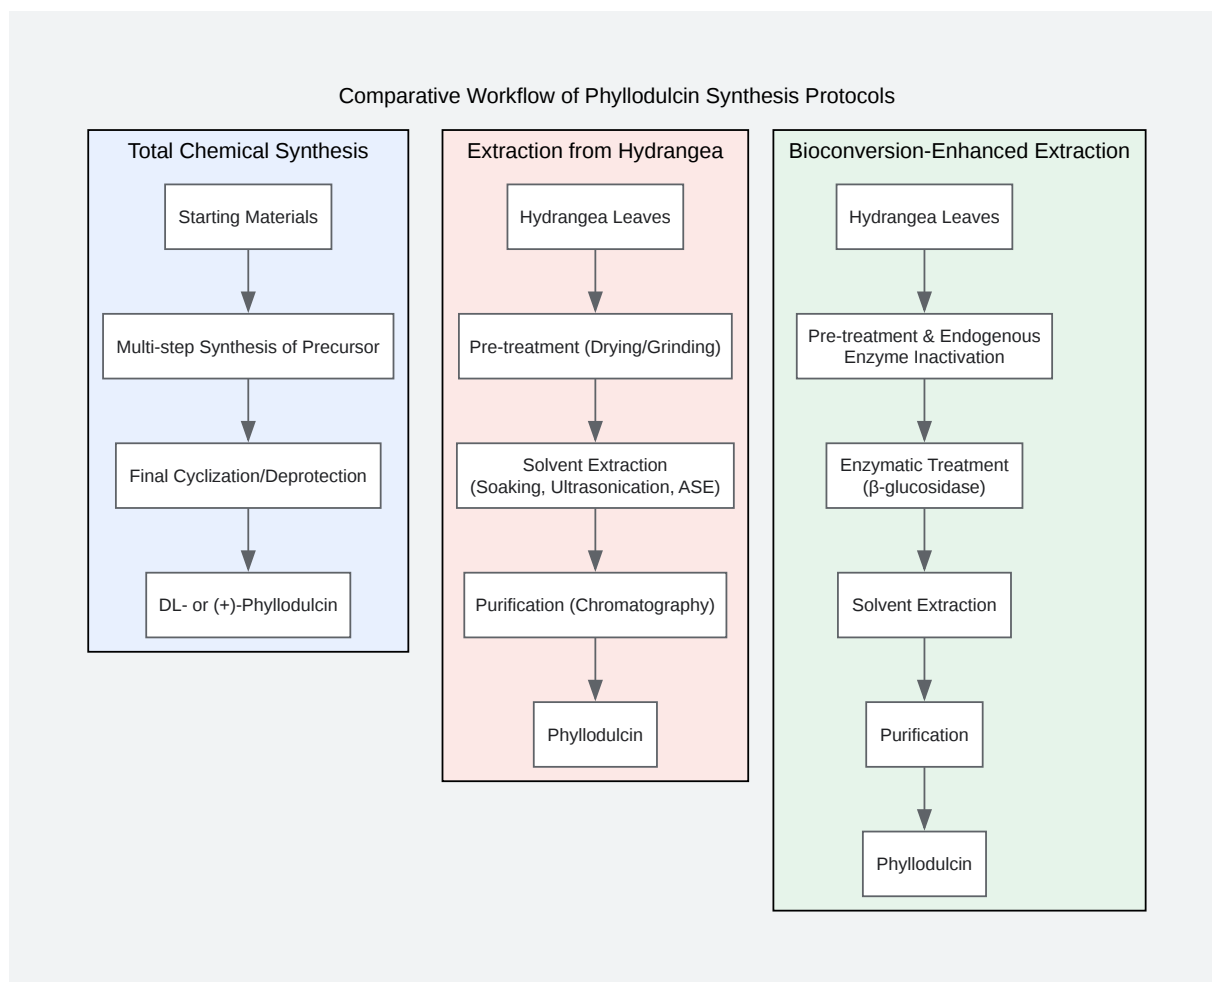 Comparative Workflow of Phyllodulcin Synthesis Protocols
Total Chemical Synthesis
Starting Materials
Multi-step Synthesis of Precursor
Final Cyclization/Deprotection
DL- or (+)-Phyllodulcin
Extraction from Hydrangea
Hydrangea Leaves
Pre-treatment (Drying/Grinding)
Solvent Extraction
(Soaking, Ultrasonication, ASE)
Purification (Chromatography)
Phyllodulcin
Bioconversion-Enhanced Extraction
Hydrangea Leaves
Pre-treatment & Endogenous
Enzyme Inactivation
Enzymatic Treatment
(β-glucosidase)
Solvent Extraction
Purification
Phyllodulcin